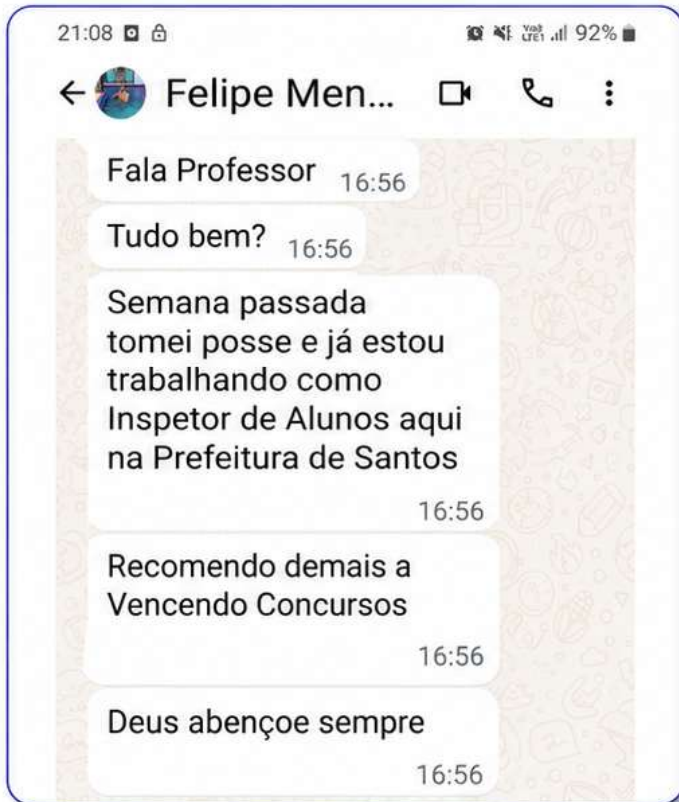 21:08 92%
Felipe Men...
Fala Professor 16:56
Tudo bem? 16:56
Semana passada
tomei posse e já estou
trabalhando como
Inspetor de Alunos aqui
na Prefeitura de Santos
16:56
Recomendo demais a
Vencendo Concursos
16:56
Deus abençoe sempre
16:56